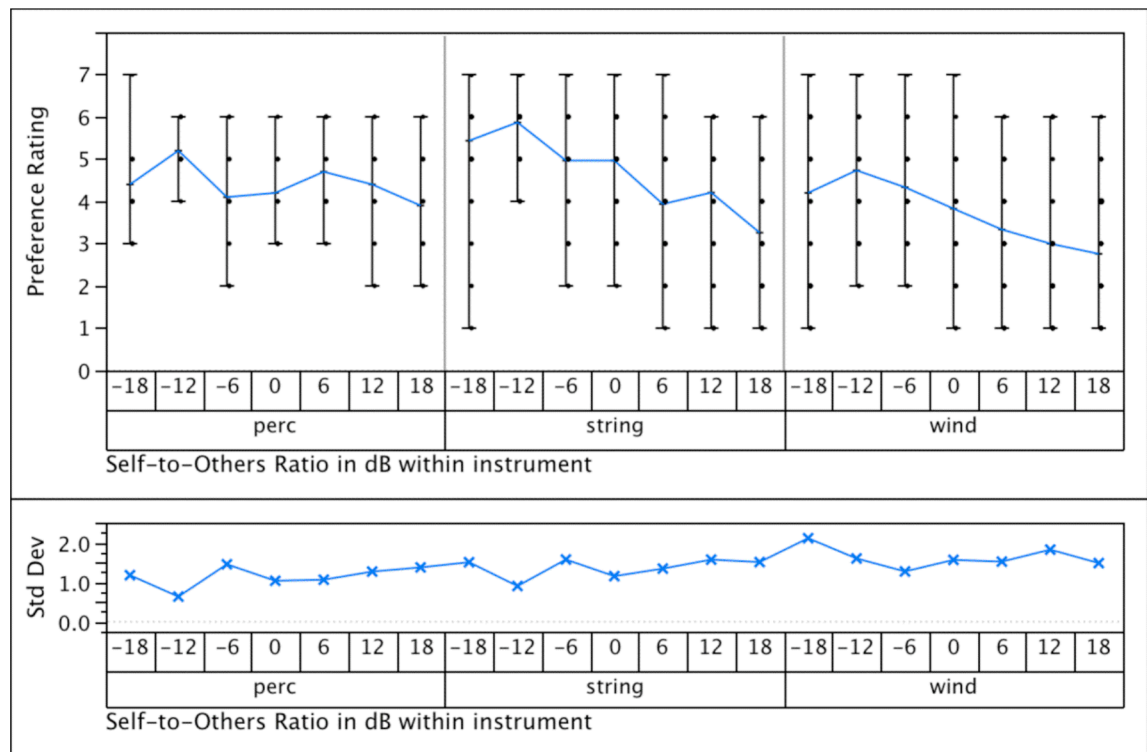 Preference Rating
7
6
5
4
3
2
1
0
−18 −12 −6 0 6 12 18 −18 −12 −6 0 6 12 18 −18 −12 −6 0 6 12 18
perc string wind
Self-to-Others Ratio in dB within instrument
Std Dev
2.0
1.0
0.0
−18 −12 −6 0 6 12 18 −18 −12 −6 0 6 12 18 −18 −12 −6 0 6 12 18
perc string wind
Self-to-Others Ratio in dB within instrument